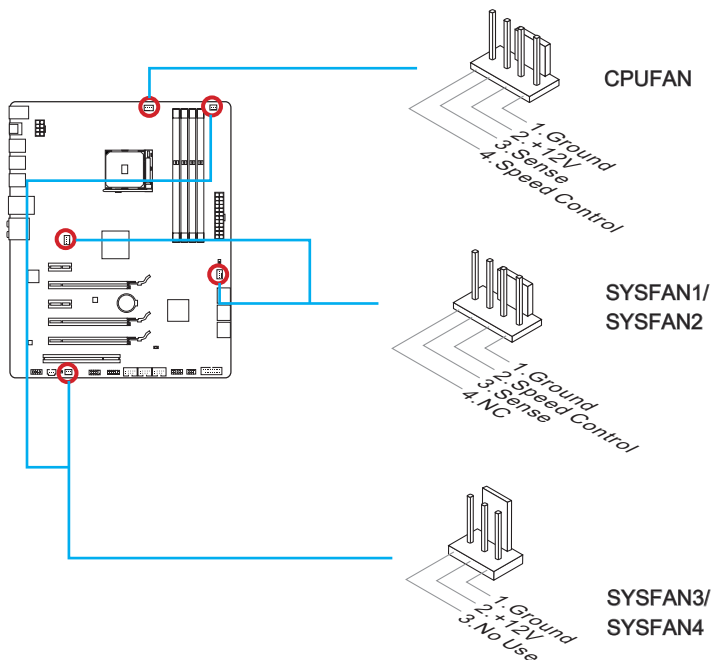 CPUFAN
1.Ground
2.+12V
3.Sense
4.Speed Control
SYSFAN1/
SYSFAN2
1.Ground
2.Speed Control
3.Sense
4.NC
SYSFAN3/
SYSFAN4
1.Ground
2.+12V
3.No Use